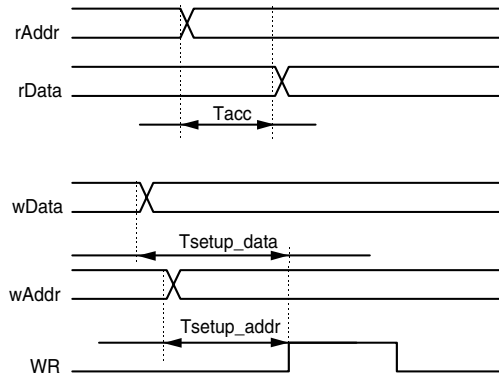 rAddr
rData
Tacc
wData
Tsetup_data
wAddr
Tsetup_addr
WR